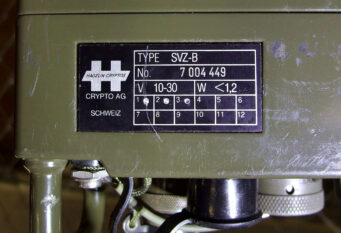 TYPE SVZ-B
HAGELIN CRYPTOS
No. 7 004 449
CRYPTO AG
V 10-30 W <1,2
SCHWEIZ
1 2 3 4 5 6
7 8 9 10 11 12